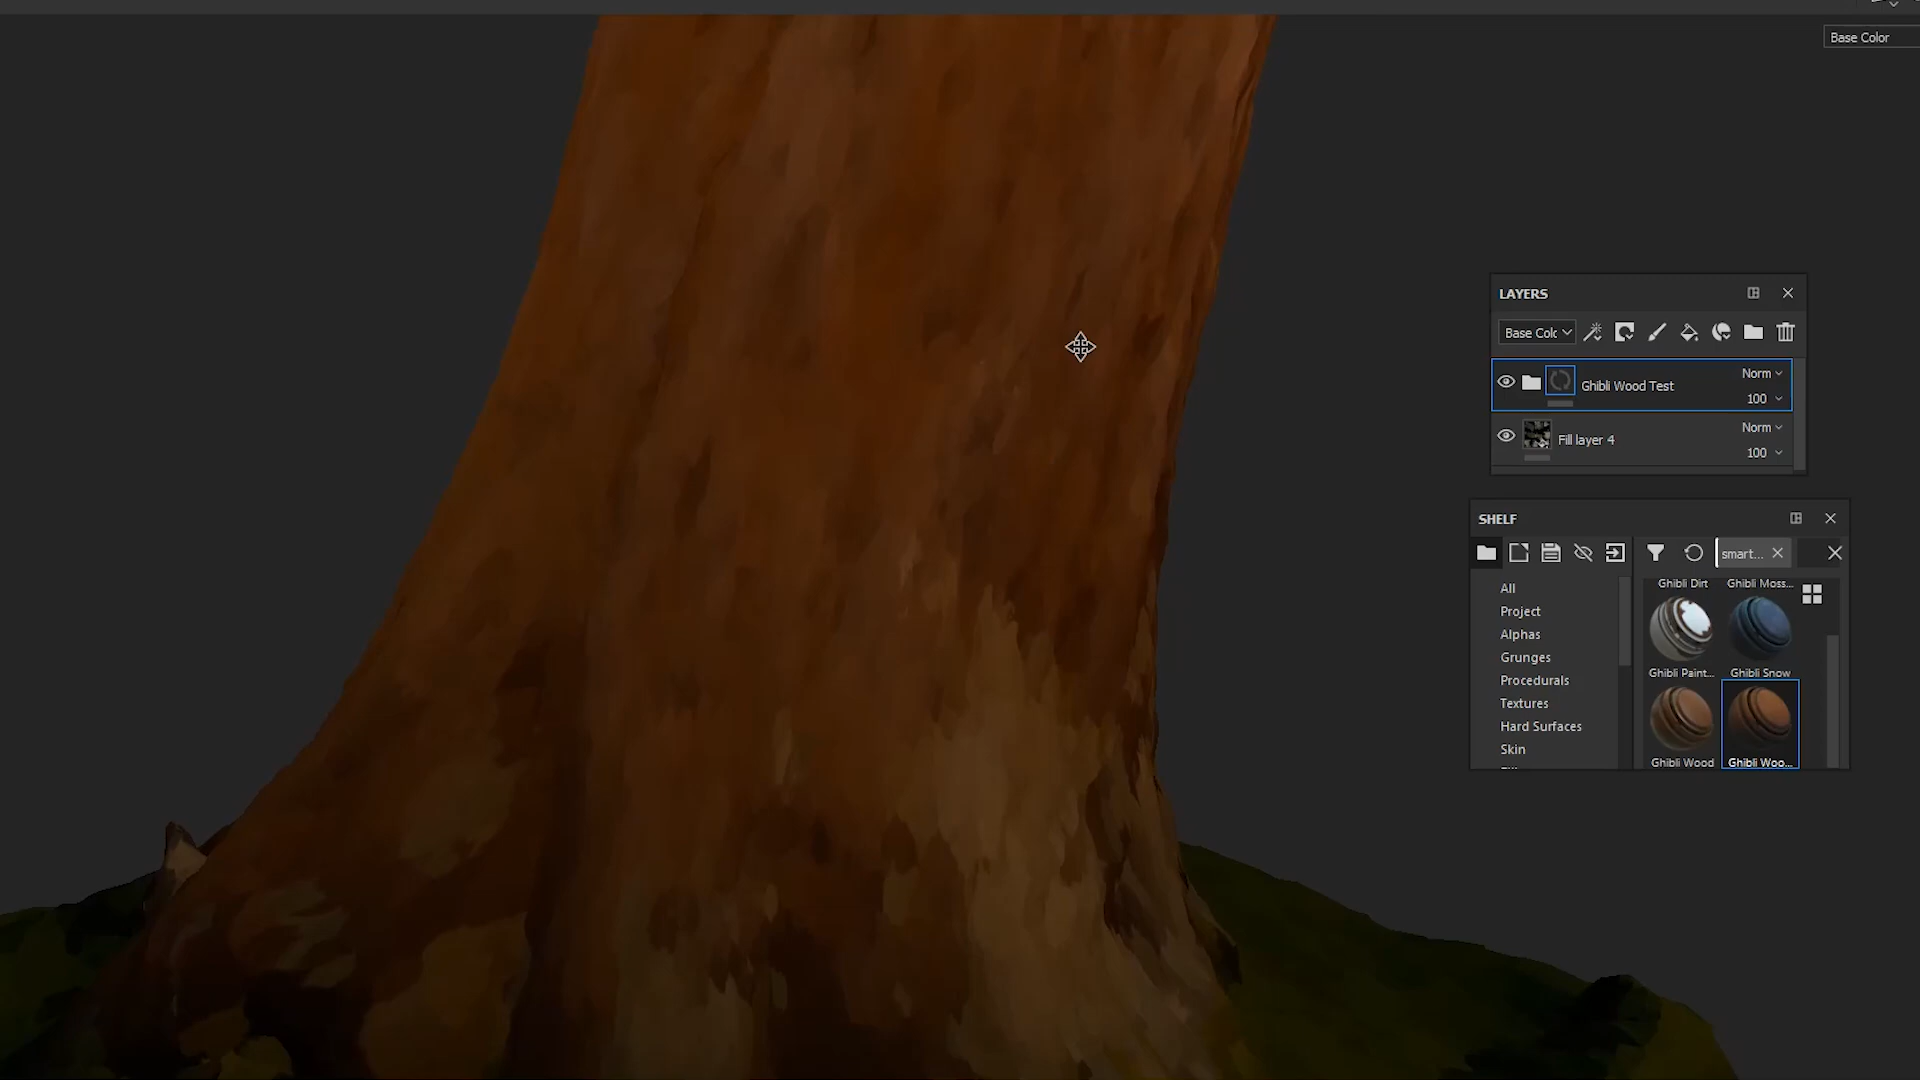 Base Color
LAYERS
Base Colc
Ghibli Wood Test
Norm
100
Fill layer 4
Norm
100
SHELF
smart...
All
Project
Alphas
Grunges
Procedurals
Textures
Hard Surfaces
Skin
Ghibli Dirt
Ghibli Moss...
Ghibli Paint...
Ghibli Snow
Ghibli Wood
Ghibli Woo...